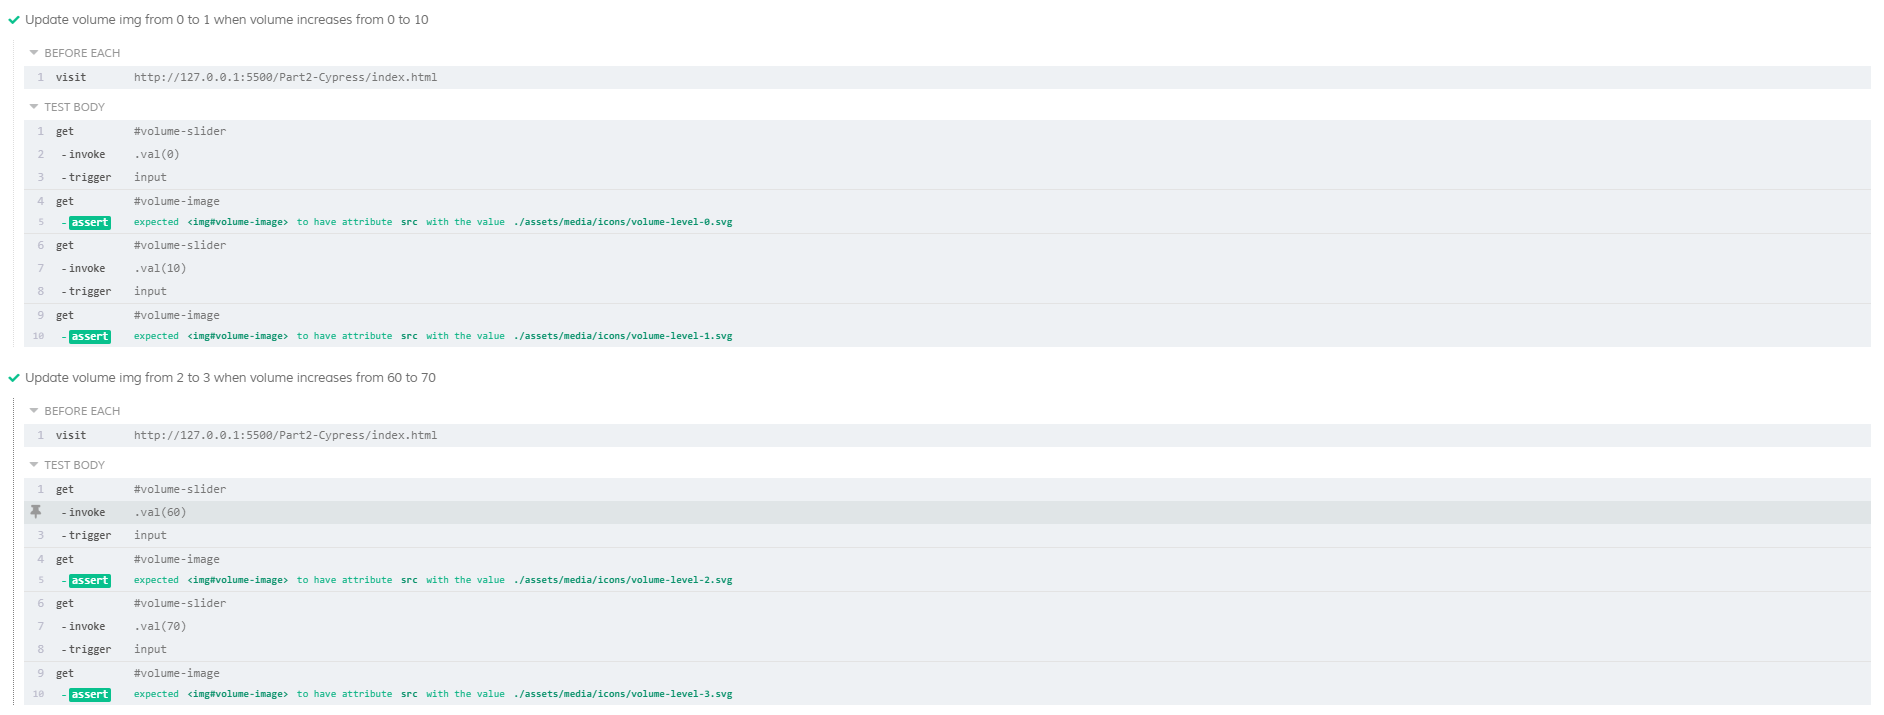 Update volume img from 0 to 1 when volume increases from 0 to 10
BEFORE EACH
1 visit http://127.0.0.1:5500/Part2-Cypress/index.html
TEST BODY
1 get #volume-slider
2 -invoke .val(0)
3 -trigger input
4 get #volume-image
5 -assert expected <img#volume-image> to have attribute src with the value ./assets/media/icons/volume-level-0.svg
6 get #volume-slider
7 -invoke .val(10)
8 -trigger input
9 get #volume-image
10 -assert expected <img#volume-image> to have attribute src with the value ./assets/media/icons/volume-level-1.svg
Update volume img from 2 to 3 when volume increases from 60 to 70
BEFORE EACH
1 visit http://127.0.0.1:5500/Part2-Cypress/index.html
TEST BODY
1 get #volume-slider
-invoke .val(60)
3 -trigger input
4 get #volume-image
5 -assert expected <img#volume-image> to have attribute src with the value ./assets/media/icons/volume-level-2.svg
6 get #volume-slider
7 -invoke .val(70)
8 -trigger input
9 get #volume-image
10 -assert expected <img#volume-image> to have attribute src with the value ./assets/media/icons/volume-level-3.svg